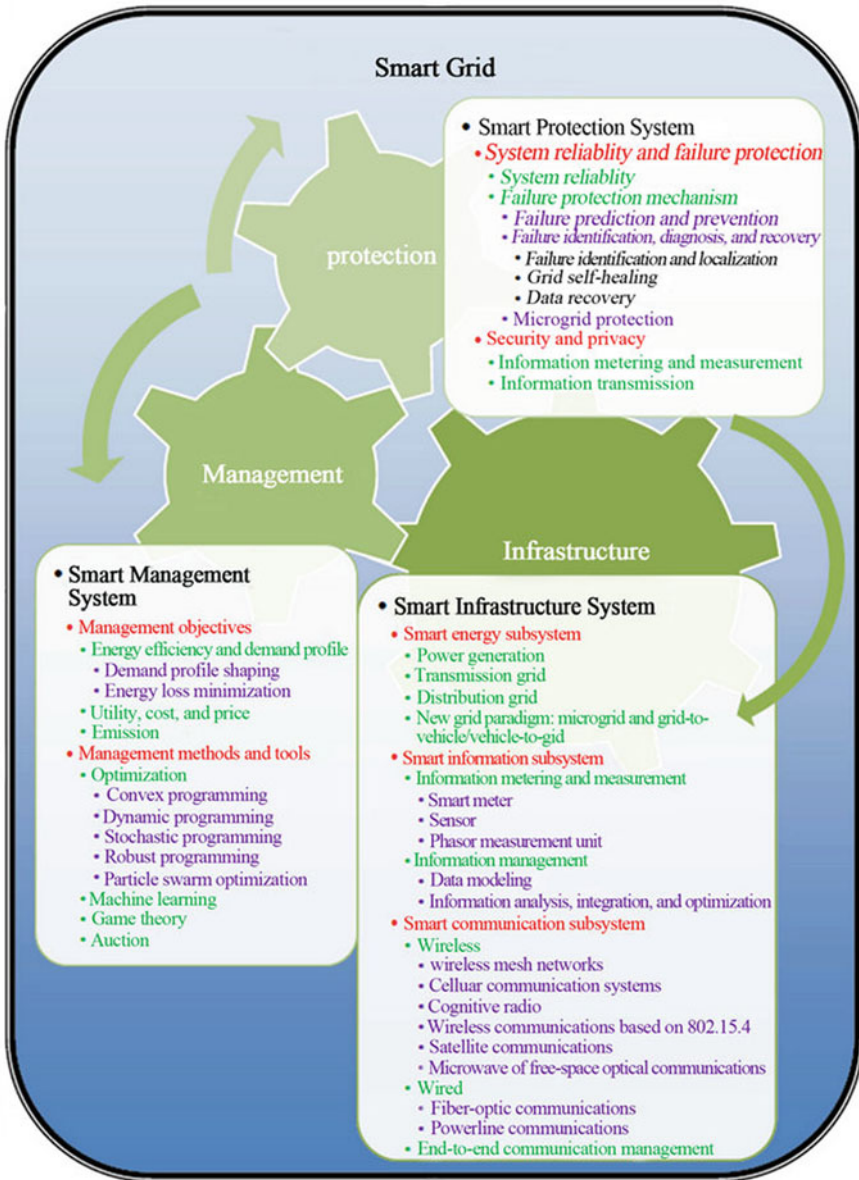 Smart Grid
• Smart Protection System
• System reliablity and failure protection
• System reliablity
• Failure protection mechanism
• Failure prediction and prevention
• Failure identification, diagnosis, and recovery
• Failure identification and localization
• Grid self-healing
• Data recovery
• Microgrid protection
• Security and privacy
• Information metering and measurement
• Information transmission
protection
Management
Infrastructure
• Smart Management
System
• Management objectives
• Energy efficiency and demand profile
• Demand profile shaping
• Energy loss minimization
• Utility, cost, and price
• Emission
• Management methods and tools
• Optimization
• Convex programming
• Dynamic programming
• Stochastic programming
• Robust programming
• Particle swarm optimization
• Machine learning
• Game theory
• Auction
• Smart Infrastructure System
• Smart energy subsystem
• Power generation
• Transmission grid
• Distribution grid
• New grid paradigm: microgrid and grid-to-
vehicle/vehicle-to-gid
• Smart information subsystem
• Information metering and measurement
• Smart meter
• Sensor
• Phasor measurement unit
• Information management
• Data modeling
• Information analysis, integration, and optimization
• Smart communication subsystem
• Wireless
• wireless mesh networks
• Celluar communication systems
• Cognitive radio
• Wireless communications based on 802.15.4
• Satellite communications
• Microwave of free-space optical communications
• Wired
• Fiber-optic communications
• Powerline communications
• End-to-end communication management